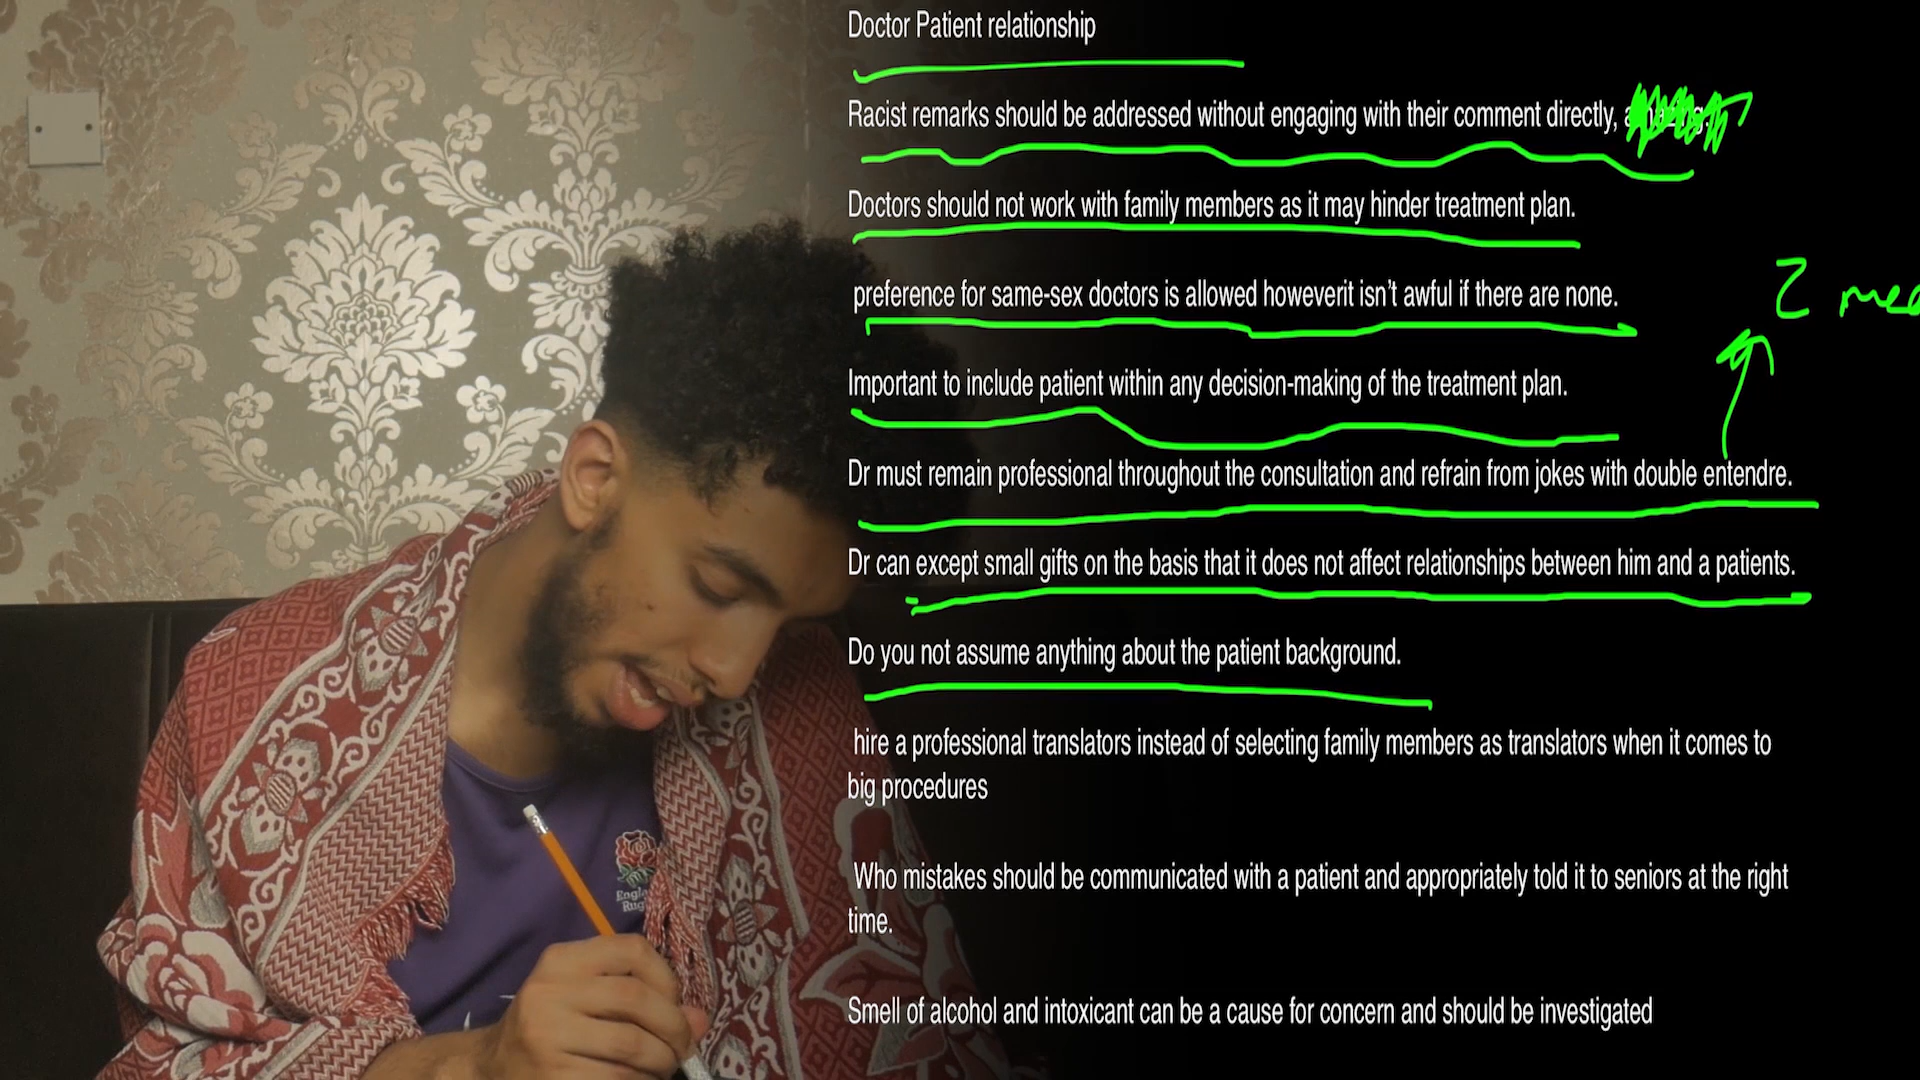 Doctor Patient relationship
Racist remarks should be addressed without engaging with their comment directly,
Doctors should not work with family members as it may hinder treatment plan.
preference for same-sex doctors is allowed howeverit isn't awful if there are none.
2
Important to include patient within any decision-making of the treatment plan.
Dr must remain professional throughout the consultation and refrain from jokes with double entendre.
Dr can except small gifts on the basis that it does not affect relationships between him and a patients.
Do you not assume anything about the patient background.
hire a professional translators instead of selecting family members as translators when it comes to
big procedures
Who mistakes should be communicated with a patient and appropriately told it to seniors at the right
time.
Smell of alcohol and intoxicant can be a cause for concern and should be investigated